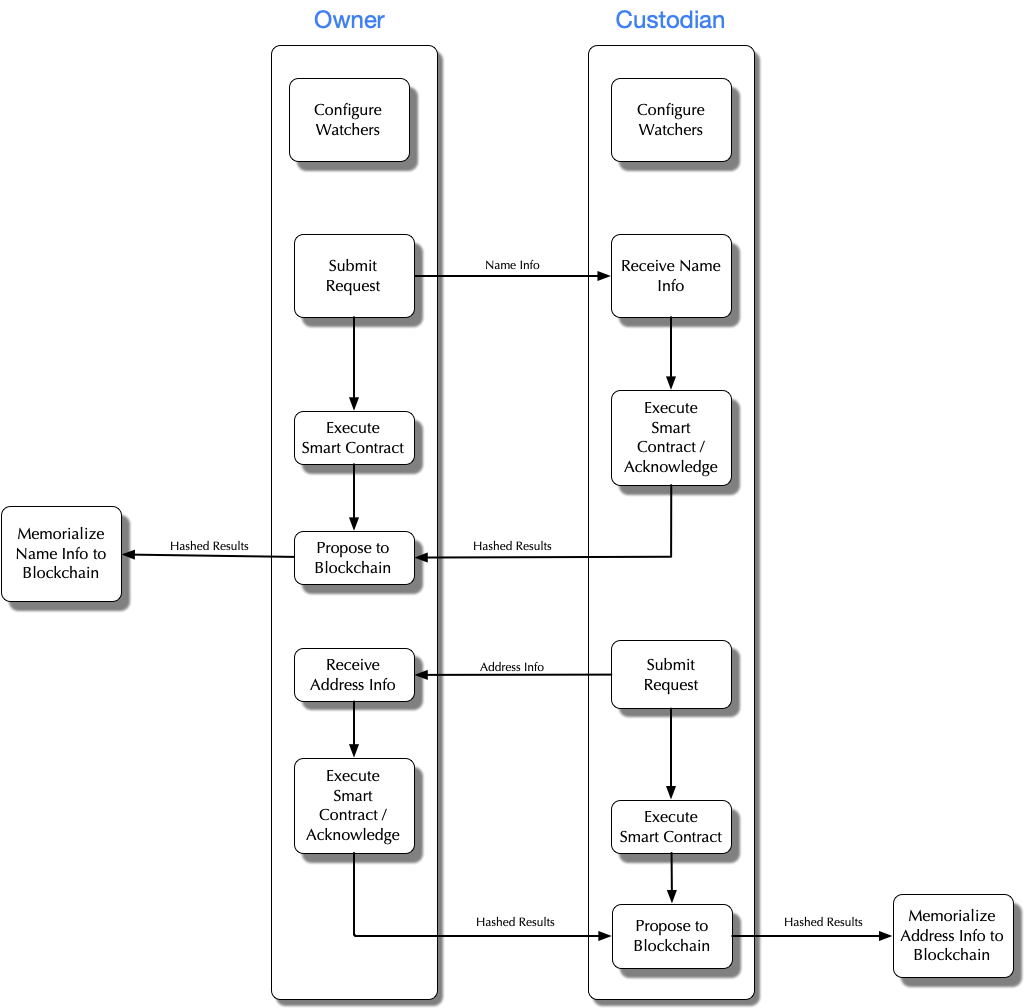 Owner
Custodian
Configure
Watchers
Configure
Watchers
Submit
Request
Name Info
Receive Name
Info
Execute
Smart Contract
Execute
Smart
Contract /
Acknowledge
Memorialize
Name Info to
Blockchain
Hashed Results
Propose to
Blockchain
Hashed Results
Receive
Address Info
Address Info
Submit
Request
Execute
Smart
Contract /
Acknowledge
Execute
Smart Contract
Hashed Results
Propose to
Blockchain
Hashed Results
Memorialize
Address Info to
Blockchain